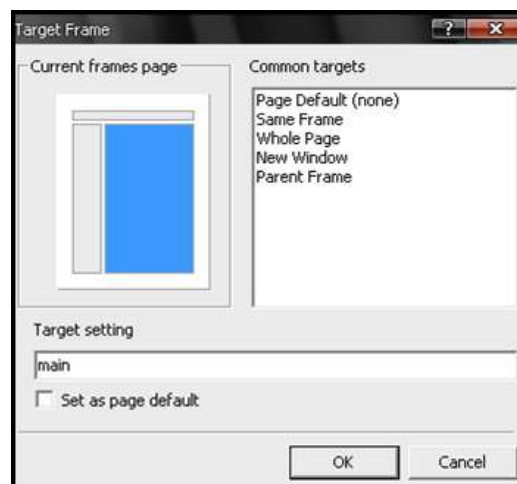 Target Frame
Current frames page
Common targets
Page Default (none)
Same Frame
Whole Page
New Window
Parent Frame
Target setting
main
Set as page default
OK
Cancel